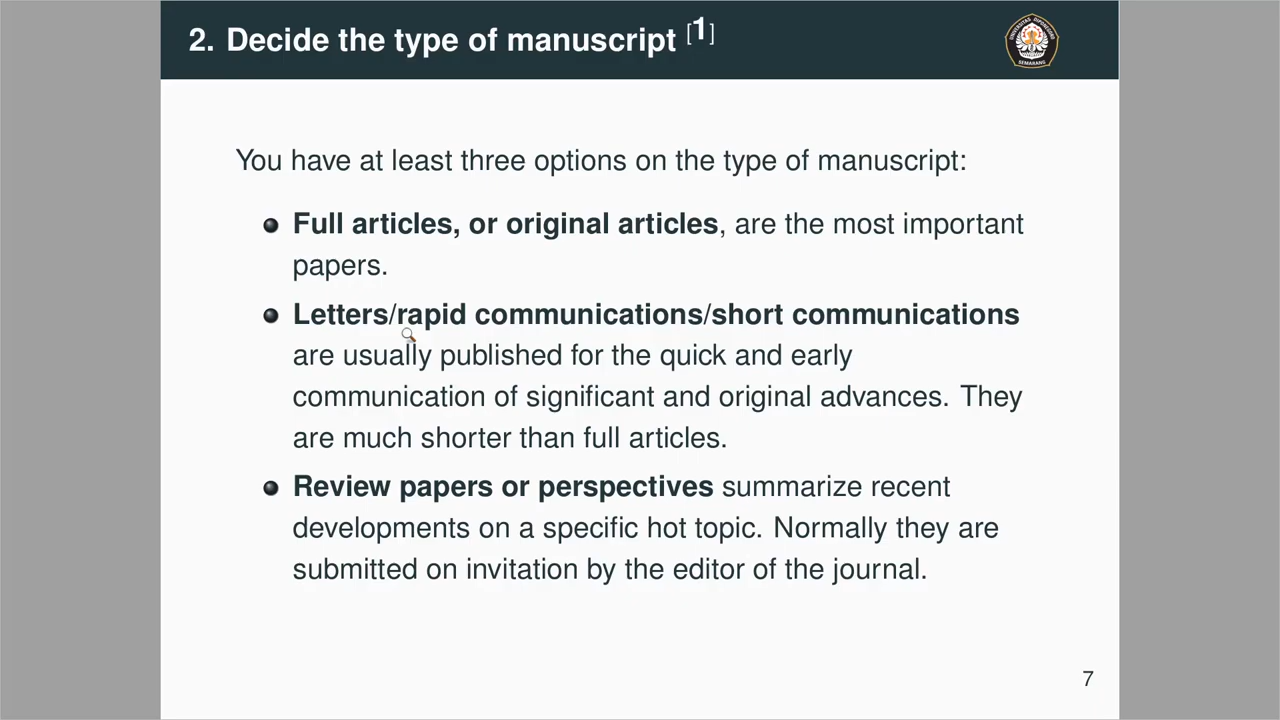 2. Decide the type of manuscript [1]
UNIVERSITAS DIPONEGORO
SEMARANG
You have at least three options on the type of manuscript:
Full articles, or original articles, are the most important
papers.
Letters/rapid communications/short communications
are usually published for the quick and early
communication of significant and original advances. They
are much shorter than full articles.
Review papers or perspectives summarize recent
developments on a specific hot topic. Normally they are
submitted on invitation by the editor of the journal.
7